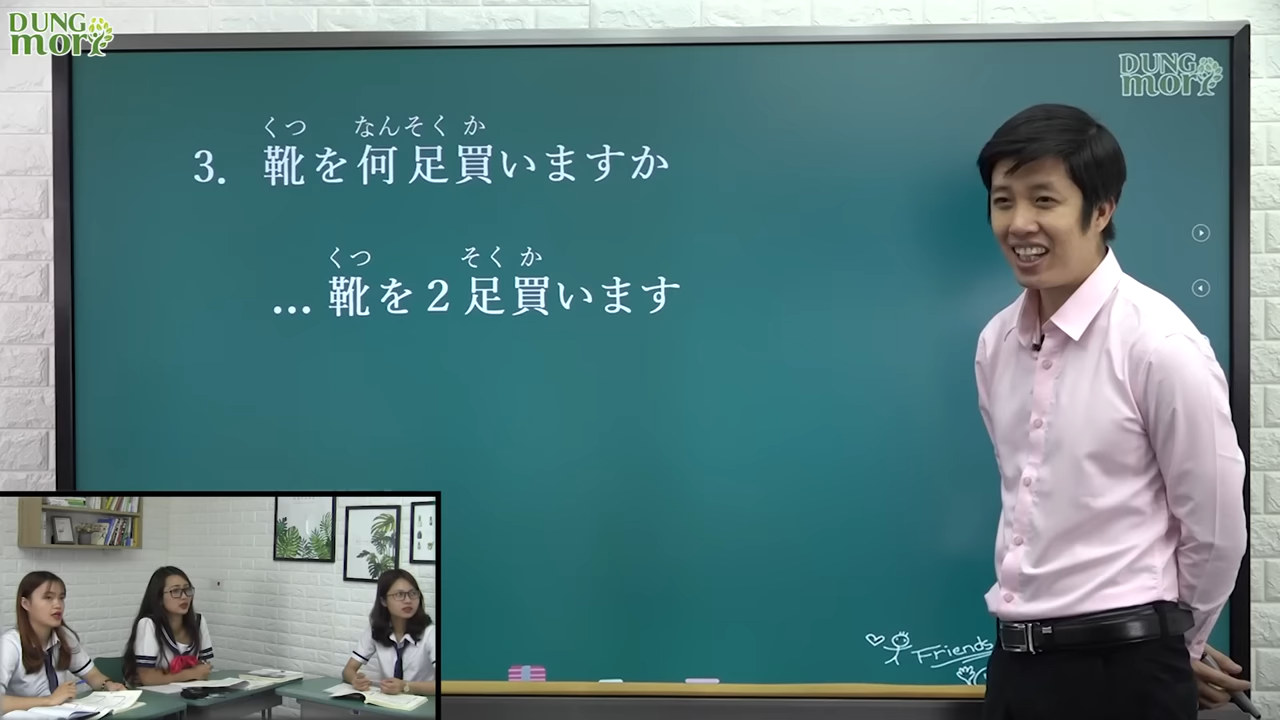 DUNG
mori
DUNG
mori
くつ なんそく か
3. 靴を何足買いますか
くつ そく か
... 靴を2足買います
Friends